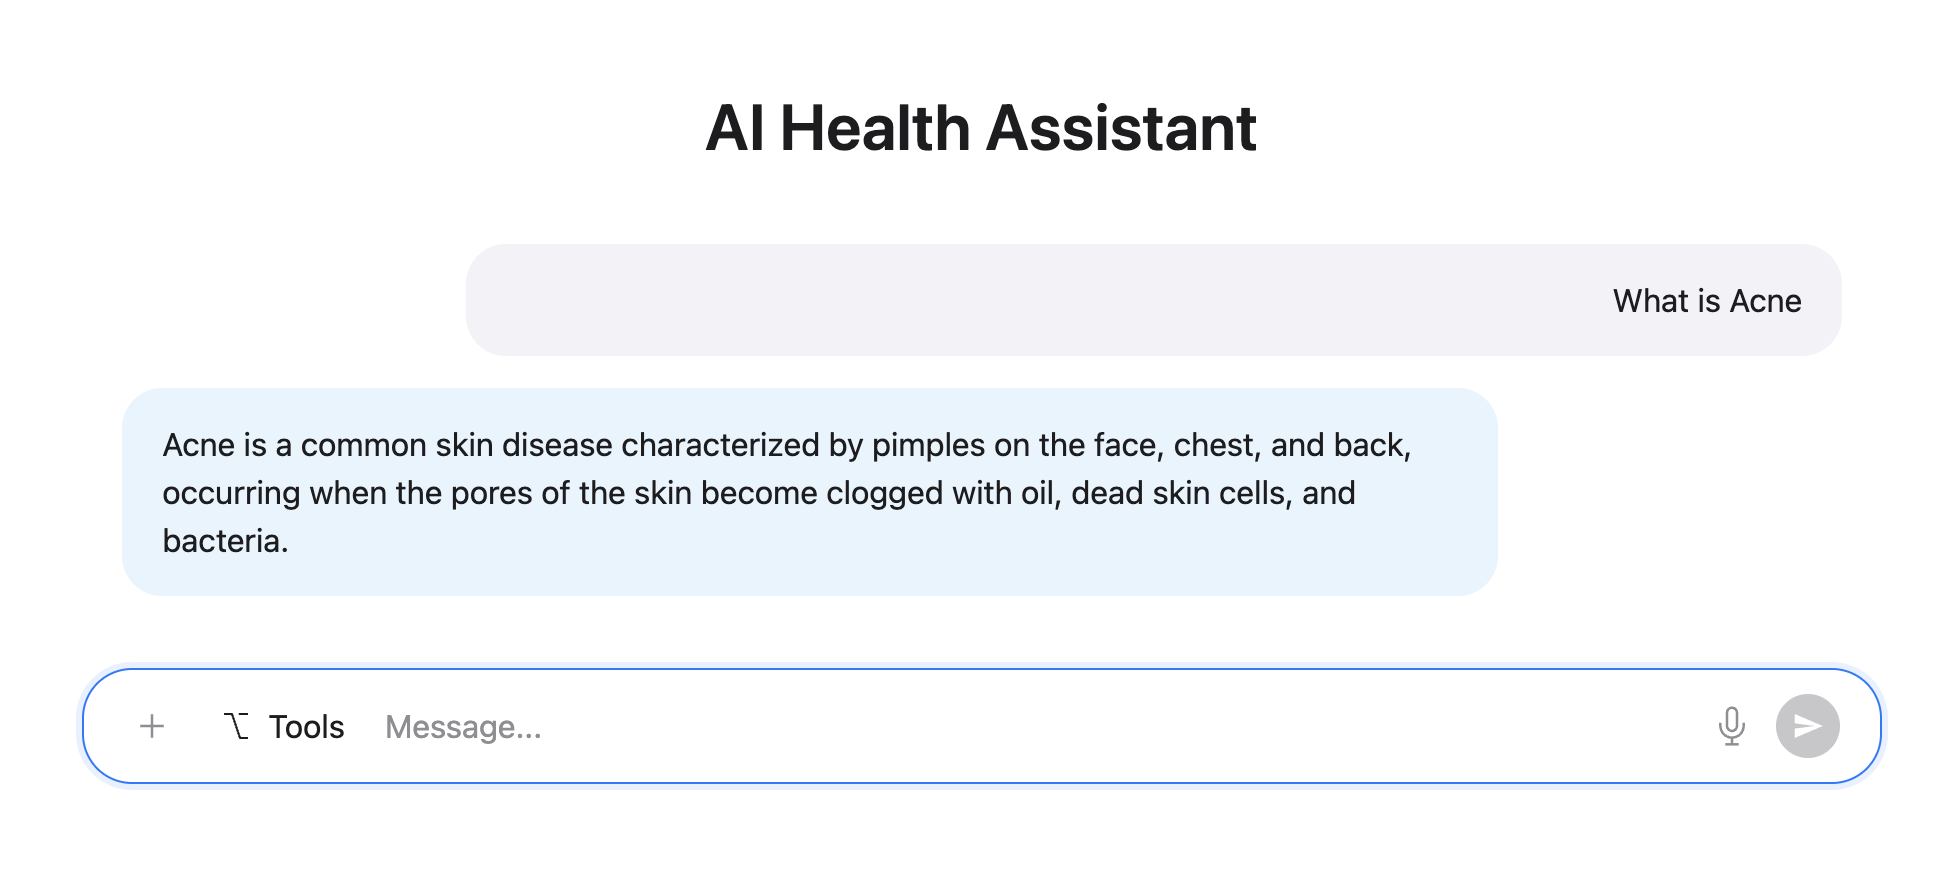 AI Health Assistant
What is Acne
Acne is a common skin disease characterized by pimples on the face, chest, and back,
occurring when the pores of the skin become clogged with oil, dead skin cells, and
bacteria.
Tools Message...